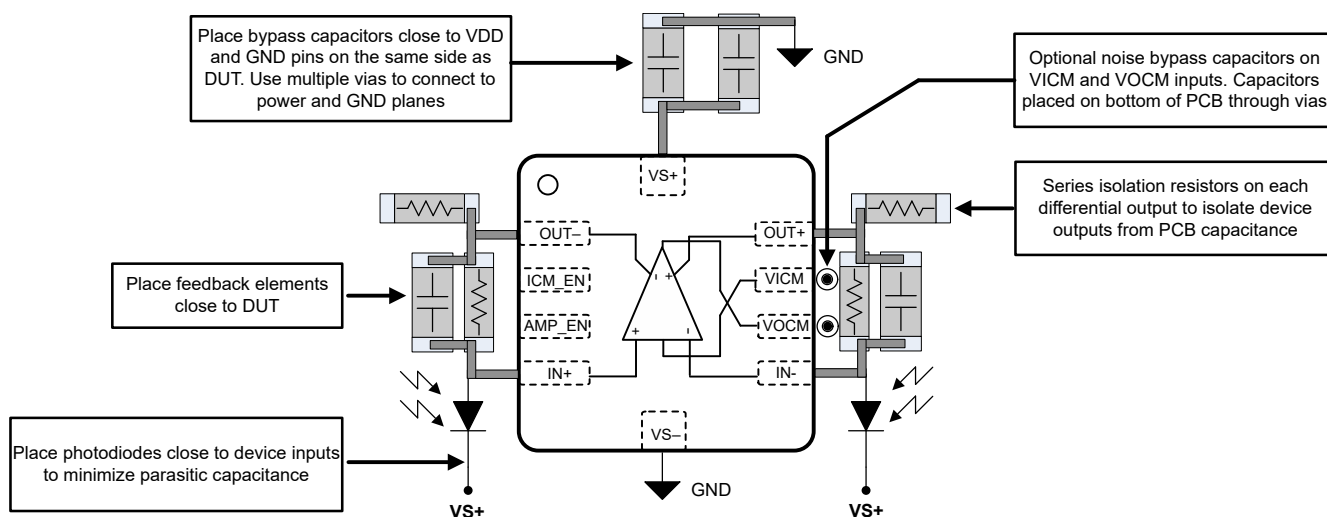 Place bypass capacitors close to VDD
and GND pins on the same side as
DUT. Use multiple vias to connect to
power and GND planes
GND
Optional noise bypass capacitors on
VICM and VOCM inputs. Capacitors
placed on bottom of PCB through vias
Series isolation resistors on each
differential output to isolate device
outputs from PCB capacitance
VS+
OUT–
OUT+
ICM_EN
VICM
AMP_EN
VOCM
IN+
IN-
- +
+ -
VS–
GND
Place feedback elements
close to DUT
Place photodiodes close to device inputs
to minimize parasitic capacitance
VS+
VS+